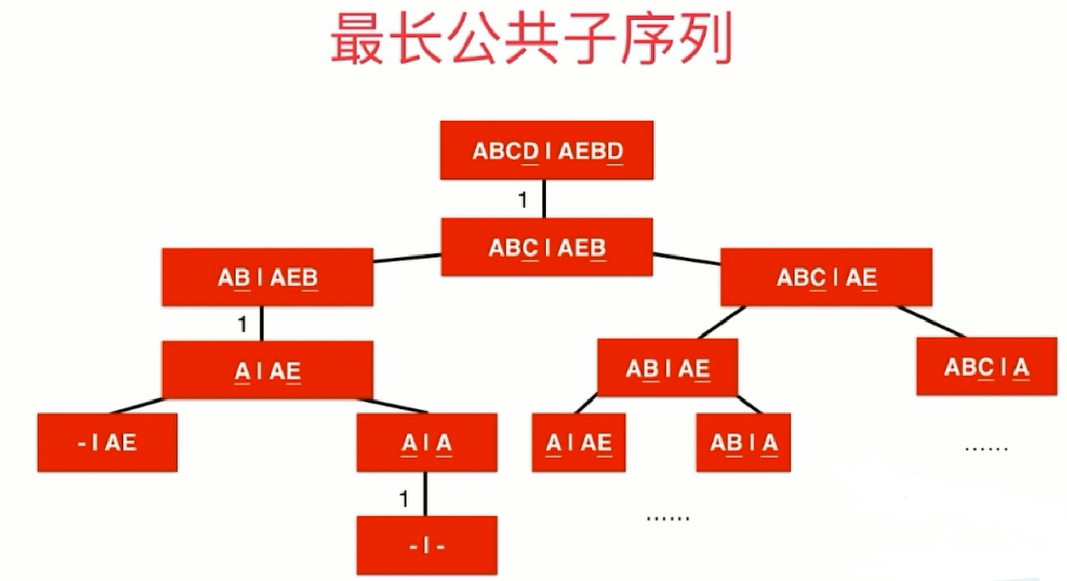 最长公共子序列
ABCD | AEBD
1
ABC | AEB
AB | AEB
ABC | AE
1
A | AE
AB | AE
ABC | A
- | AE
A | A
A | AE
AB | A
......
1
......
- | -